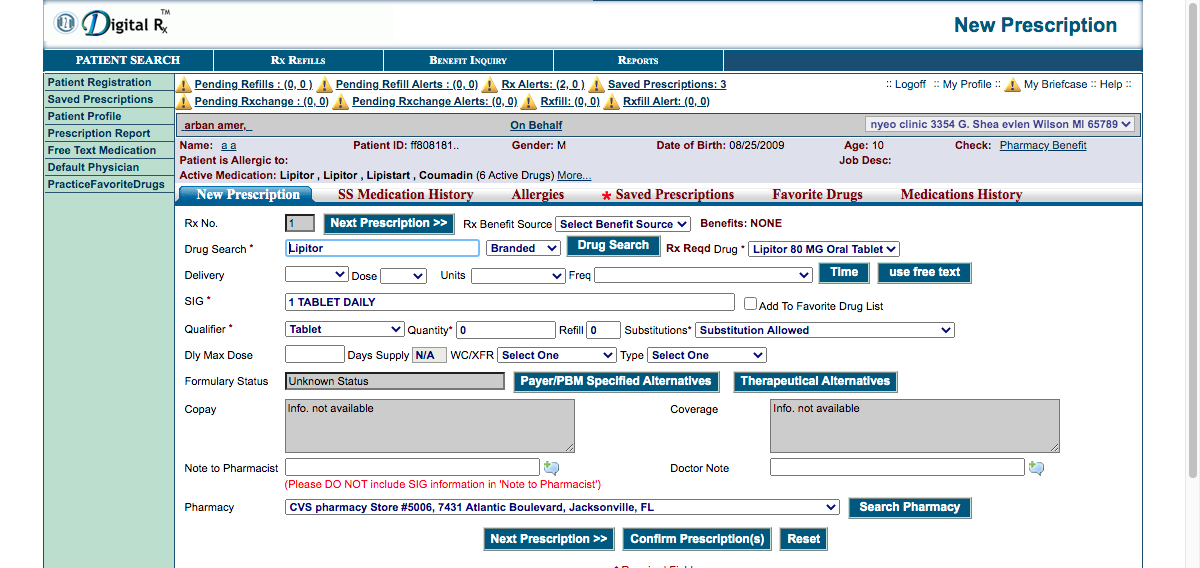 Digital Rx TM
New Prescription
PATIENT SEARCH RX REFILLS BENEFIT INQUIRY REPORTS
Patient Registration
Saved Prescriptions
Patient Profile
Prescription Report
Free Text Medication
Default Physician
PracticeFavoriteDrugs
Pending Refills : (0, 0 ) Pending Refill Alerts : (0, 0) Rx Alerts: (2, 0 ) Saved Prescriptions: 3 :: Logoff :: My Profile :: My Briefcase :: Help ::
Pending Rxchange : (0, 0) Pending Rxchange Alerts: (0, 0) Rxfill: (0, 0) Rxfill Alert: (0, 0)
arban amer, On Behalf nyeo clinic 3354 G. Shea evlen Wilson MI 65789
Name: a a Patient ID: ff808181.. Gender: M Date of Birth: 08/25/2009 Age: 10 Check: Pharmacy Benefit
Patient is Allergic to: Job Desc:
Active Medication: Lipitor , Lipitor , Lipistart , Coumadin (6 Active Drugs) More...
New Prescription SS Medication History Allergies * Saved Prescriptions Favorite Drugs Medications History
Rx No. 1 Next Prescription >> Rx Benefit Source Select Benefit Source Benefits: NONE
Drug Search * Lipitor Branded Drug Search Rx Reqd Drug * Lipitor 80 MG Oral Tablet
Delivery Dose Units Freq Time use free text
SIG * 1 TABLET DAILY Add To Favorite Drug List
Qualifier * Tablet Quantity* 0 Refill 0 Substitutions* Substitution Allowed
Dly Max Dose Days Supply N/A WC/XFR Select One Type Select One
Formulary Status Unknown Status Payer/PBM Specified Alternatives Therapeutical Alternatives
Copay Info. not available Coverage Info. not available
Note to Pharmacist Doctor Note
(Please DO NOT include SIG information in 'Note to Pharmacist')
Pharmacy CVS pharmacy Store #5006, 7431 Atlantic Boulevard, Jacksonville, FL Search Pharmacy
Next Prescription >> Confirm Prescription(s) Reset